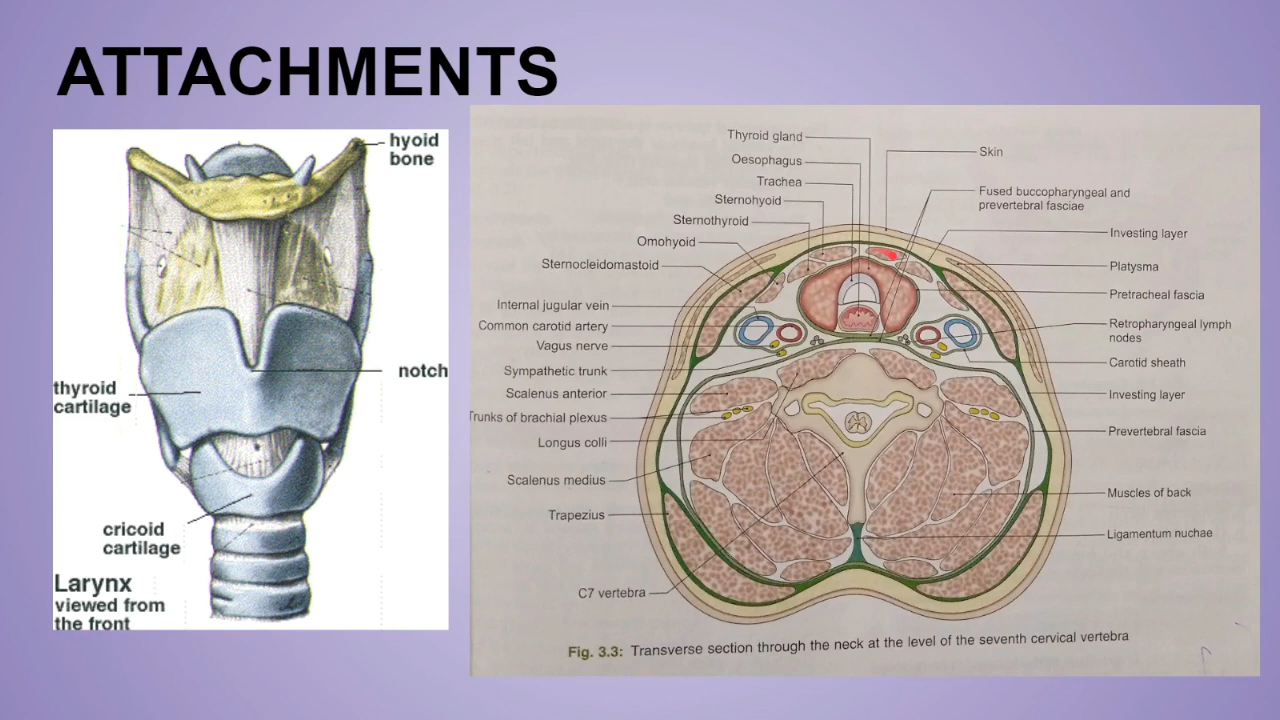 ATTACHMENTS
hyoid
bone
notch
thyroid
cartilage
cricoid
cartilage
Larynx
viewed from
the front
Thyroid gland
Oesophagus
Trachea
Sternohyoid
Sternothyroid
Omohyoid
Sternocleidomastoid
Internal jugular vein
Common carotid artery
Vagus nerve
Sympathetic trunk
Scalenus anterior
Trunks of brachial plexus
Longus colli
Scalenus medius
Trapezius
C7 vertebra
Skin
Fused buccopharyngeal and
prevertebral fasciae
Investing layer
Platysma
Pretracheal fascia
Retropharyngeal lymph
nodes
Carotid sheath
Investing layer
Prevertebral fascia
Muscles of back
Ligamentum nuchae
Fig. 3.3: Transverse section through the neck at the level of the seventh cervical vertebra